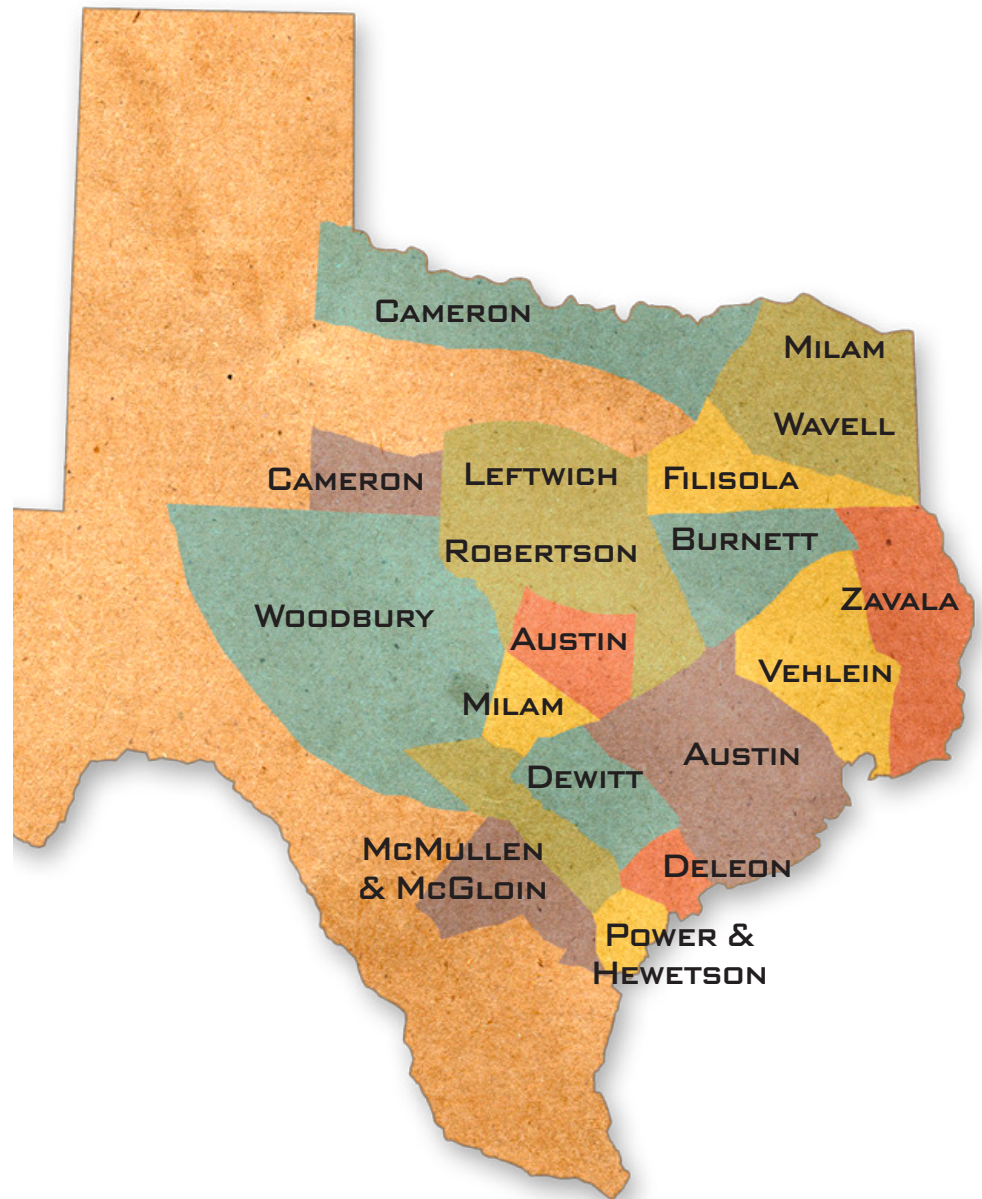 Cameron
Milam
Wavell
Cameron
Leftwich
Filisola
Robertson
Burnett
Zavala
Woodbury
Austin
Vehlein
Milam
Austin
Dewitt
McMullen
& McGloin
Deleon
Power &
Hewetson